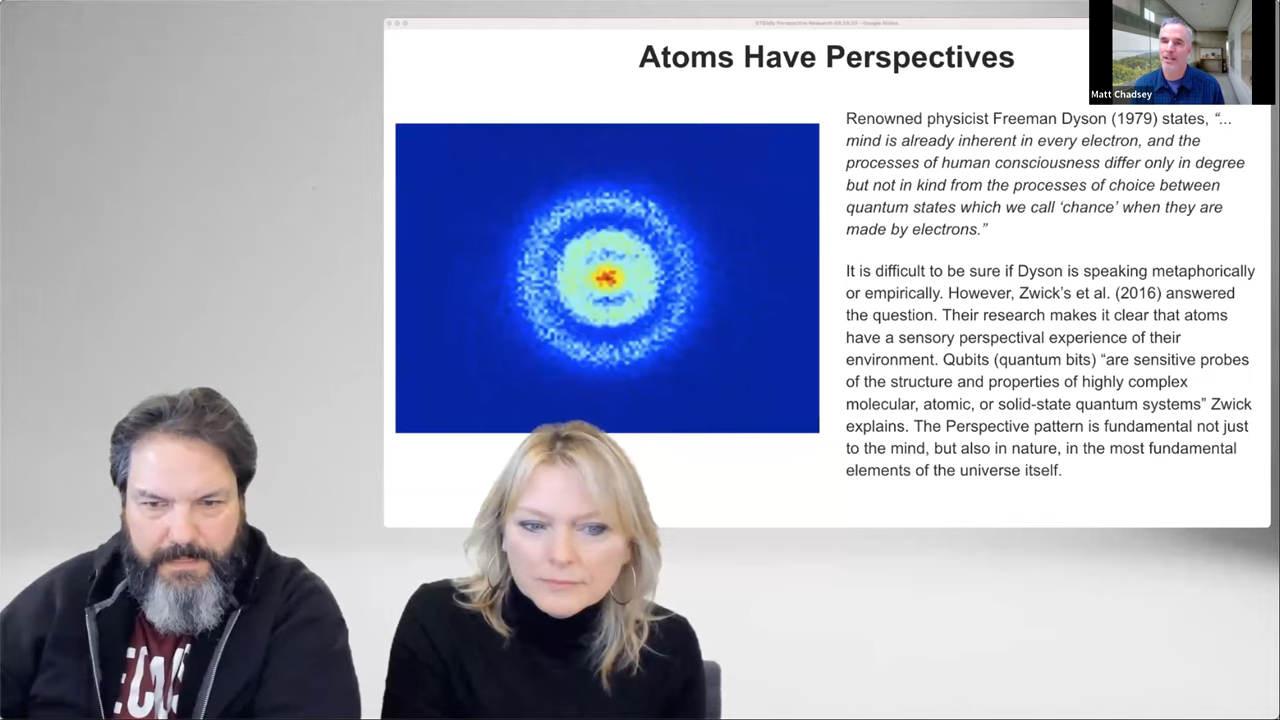 Atoms Have Perspectives
Matt Chadsey
Renowned physicist Freeman Dyson (1979) states, “...
mind is already inherent in every electron, and the
processes of human consciousness differ only in degree
but not in kind from the processes of choice between
quantum states which we call ‘chance’ when they are
made by electrons.”
It is difficult to be sure if Dyson is speaking metaphorically
or empirically. However, Zwick’s et al. (2016) answered
the question. Their research makes it clear that atoms
have a sensory perspectival experience of their
environment. Qubits (quantum bits) “are sensitive probes
of the structure and properties of highly complex
molecular, atomic, or solid-state quantum systems” Zwick
explains. The Perspective pattern is fundamental not just
to the mind, but also in nature, in the most fundamental
elements of the universe itself.